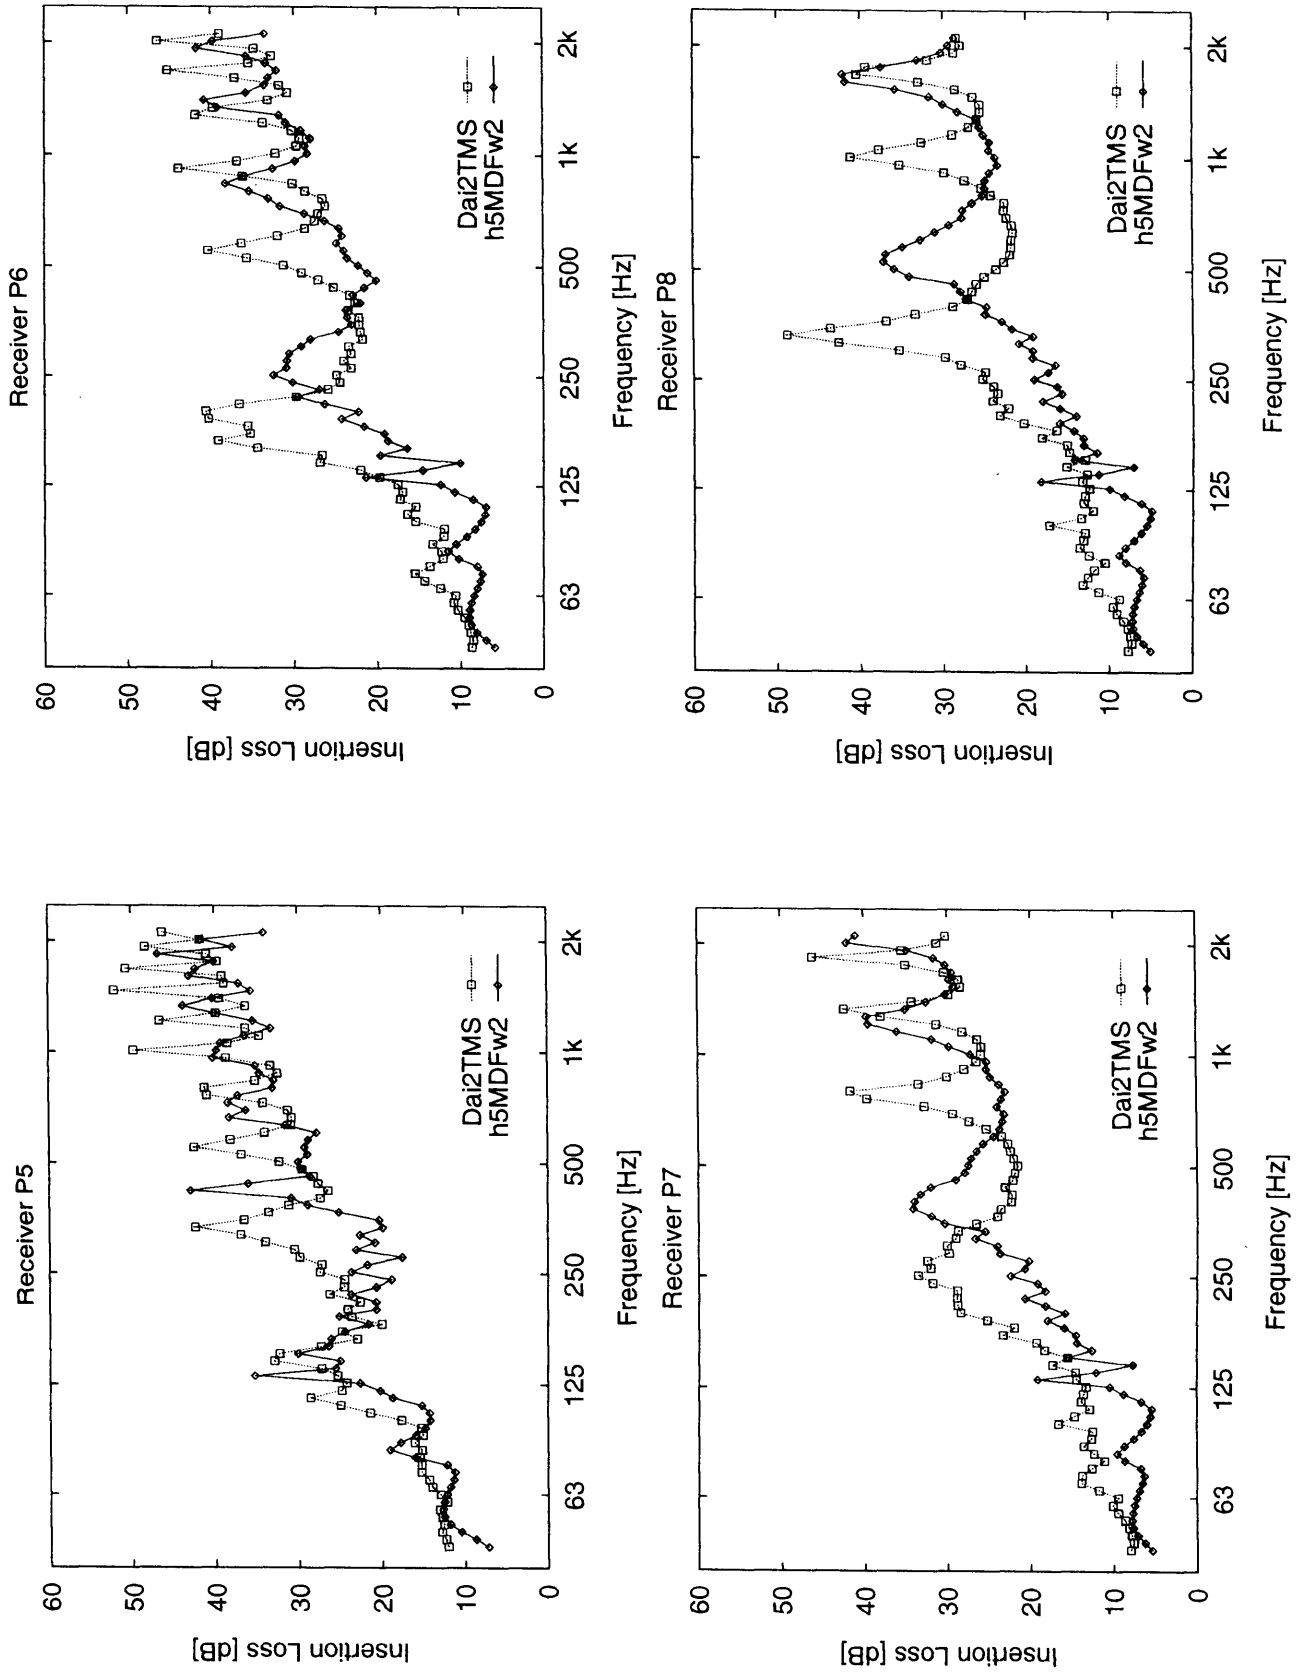 Receiver P5
Insertion Loss [dB]
60
50
40
30
20
10
0
63
125
250
500
1k
2k
Frequency [Hz]
Dai2TMS
h5MDFw2
Receiver P6
Insertion Loss [dB]
60
50
40
30
20
10
0
63
125
250
500
1k
2k
Frequency [Hz]
Dai2TMS
h5MDFw2
Receiver P7
Insertion Loss [dB]
60
50
40
30
20
10
0
63
125
250
500
1k
2k
Frequency [Hz]
Dai2TMS
h5MDFw2
Receiver P8
Insertion Loss [dB]
60
50
40
30
20
10
0
63
125
250
500
1k
2k
Frequency [Hz]
Dai2TMS
h5MDFw2